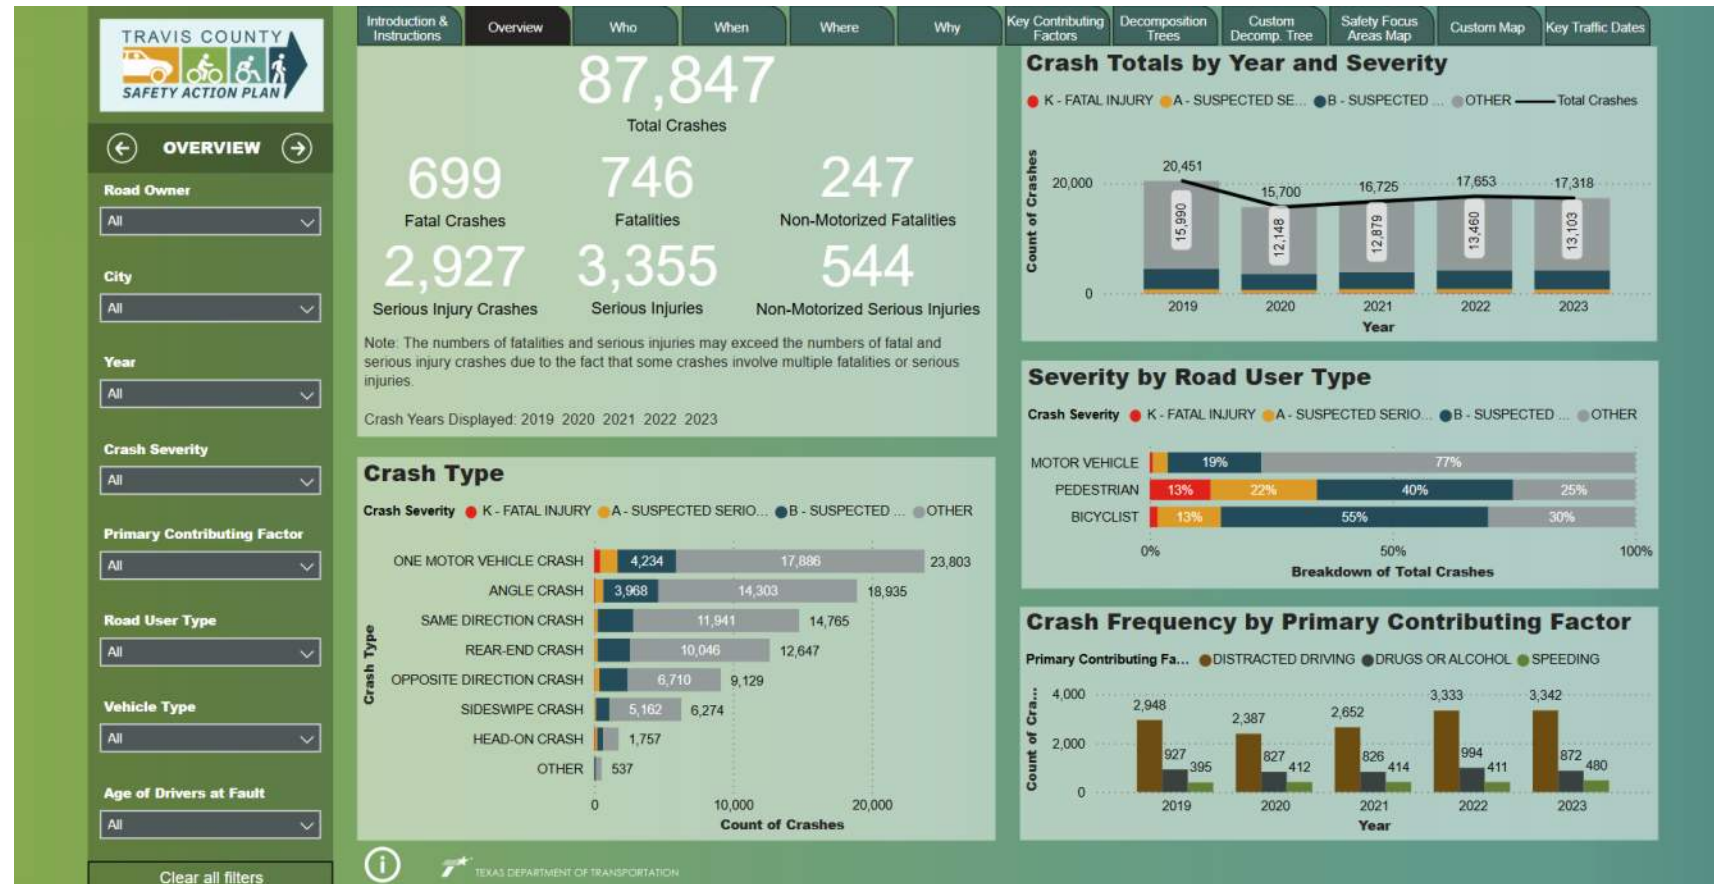 TRAVIS COUNTY
SAFETY ACTION PLAN
OVERVIEW
Road Owner
All
City
All
Year
All
Crash Severity
All
Primary Contributing Factor
All
Road User Type
All
Vehicle Type
All
Age of Drivers at Fault
All
Clear all filters
Introduction &
Instructions
Overview
Who
When
Where
Why
Key Contributing
Factors
Decomposition
Trees
Custom
Decomp. Tree
Safety Focus
Areas Map
Custom Map
Key Traffic Dates
87,847
Total Crashes
699
Fatal Crashes
746
Fatalities
247
Non-Motorized Fatalities
2,927
Serious Injury Crashes
3,355
Serious Injuries
544
Non-Motorized Serious Injuries
Note: The numbers of fatalities and serious injuries may exceed the numbers of fatal and
serious injury crashes due to the fact that some crashes involve multiple fatalities or serious
injuries.
Crash Years Displayed: 2019 2020 2021 2022 2023
Crash Type
Crash Severity K - FATAL INJURY A - SUSPECTED SERIO... B - SUSPECTED ... OTHER
Crash Type
ONE MOTOR VEHICLE CRASH 4,234 17,886 23,803
ANGLE CRASH 3,968 14,303 18,935
SAME DIRECTION CRASH 11,941 14,765
REAR-END CRASH 10,046 12,647
OPPOSITE DIRECTION CRASH 6,710 9,129
SIDESWIPE CRASH 5,162 6,274
HEAD-ON CRASH 1,757
OTHER 537
0 10,000 20,000
Count of Crashes
i
TEXAS DEPARTMENT OF TRANSPORTATION
Crash Totals by Year and Severity
K - FATAL INJURY A - SUSPECTED SE... B - SUSPECTED ... OTHER Total Crashes
Count of Crashes
20,000
0
20,451 15,700 16,725 17,653 17,318
15,990 12,148 12,879 13,460 13,103
2019 2020 2021 2022 2023
Year
Severity by Road User Type
Crash Severity K - FATAL INJURY A - SUSPECTED SERIO... B - SUSPECTED ... OTHER
MOTOR VEHICLE 19% 77%
PEDESTRIAN 13% 22% 40% 25%
BICYCLIST 13% 55% 30%
0% 50% 100%
Breakdown of Total Crashes
Crash Frequency by Primary Contributing Factor
Primary Contributing Fa... DISTRACTED DRIVING DRUGS OR ALCOHOL SPEEDING
Count of Cra...
4,000
2,000
0
2,948 927 395
2,387 827 412
2,652 826 414
3,333 994 411
3,342 872 480
2019 2020 2021 2022 2023
Year